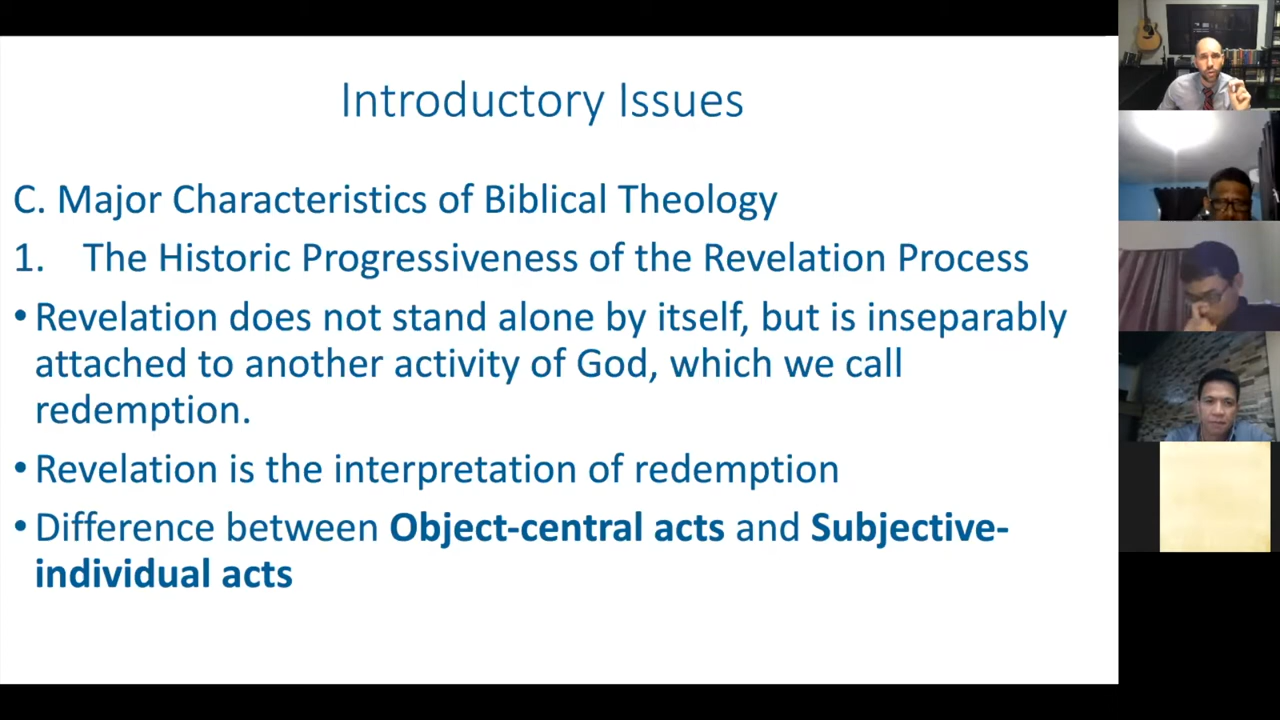 Introductory Issues
C. Major Characteristics of Biblical Theology
1. The Historic Progressiveness of the Revelation Process
• Revelation does not stand alone by itself, but is inseparably
attached to another activity of God, which we call
redemption.
• Revelation is the interpretation of redemption
• Difference between Object-central acts and Subjective-
individual acts